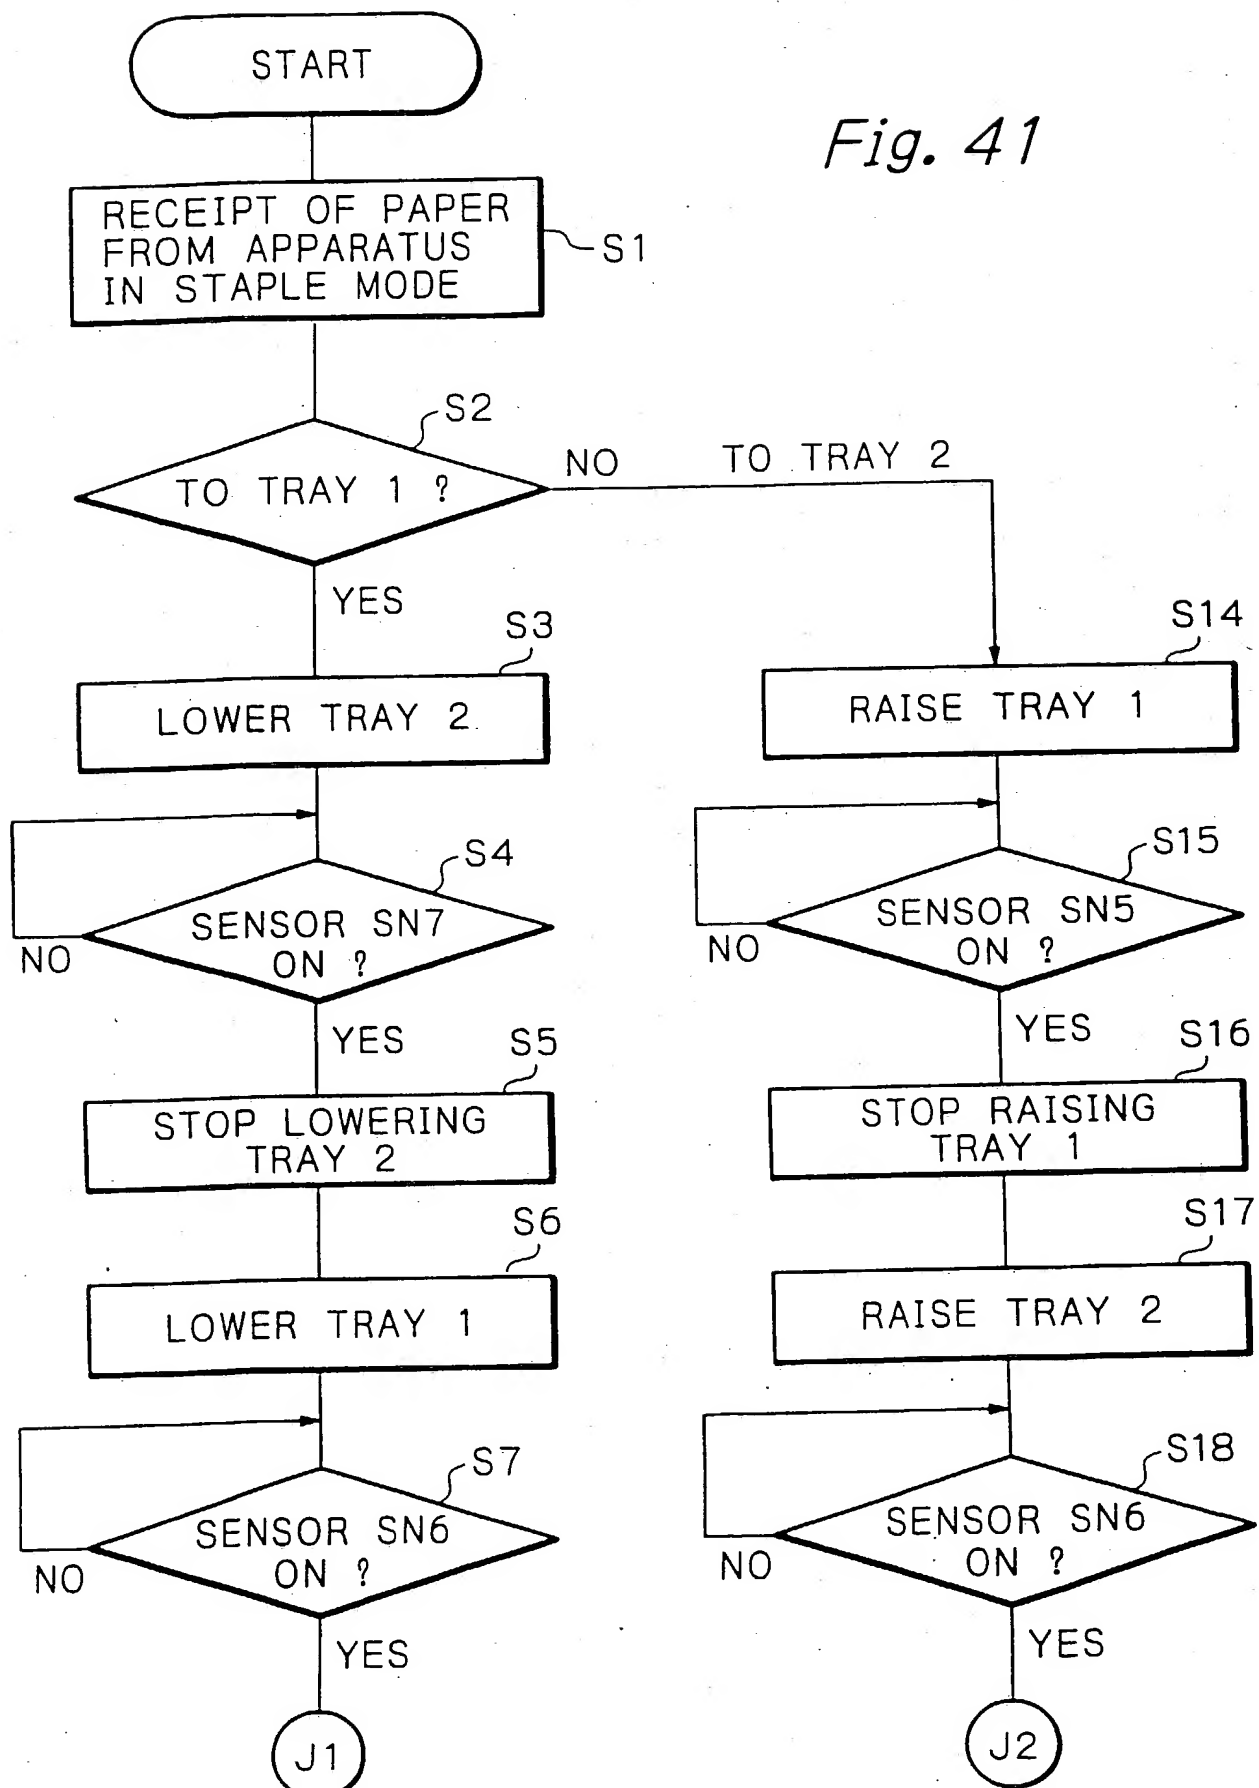 START
Fig. 41
RECEIPT OF PAPER
FROM APPARATUS
IN STAPLE MODE
S1
S2
TO TRAY 1 ?
NO
TO TRAY 2
YES
S3
LOWER TRAY 2
S4
SENSOR SN7
ON ?
NO
YES
S5
STOP LOWERING
TRAY 2
S6
LOWER TRAY 1
S7
SENSOR SN6
ON ?
NO
YES
J1
S14
RAISE TRAY 1
S15
SENSOR SN5
ON ?
NO
YES
S16
STOP RAISING
TRAY 1
S17
RAISE TRAY 2
S18
SENSOR SN6
ON ?
NO
YES
J2